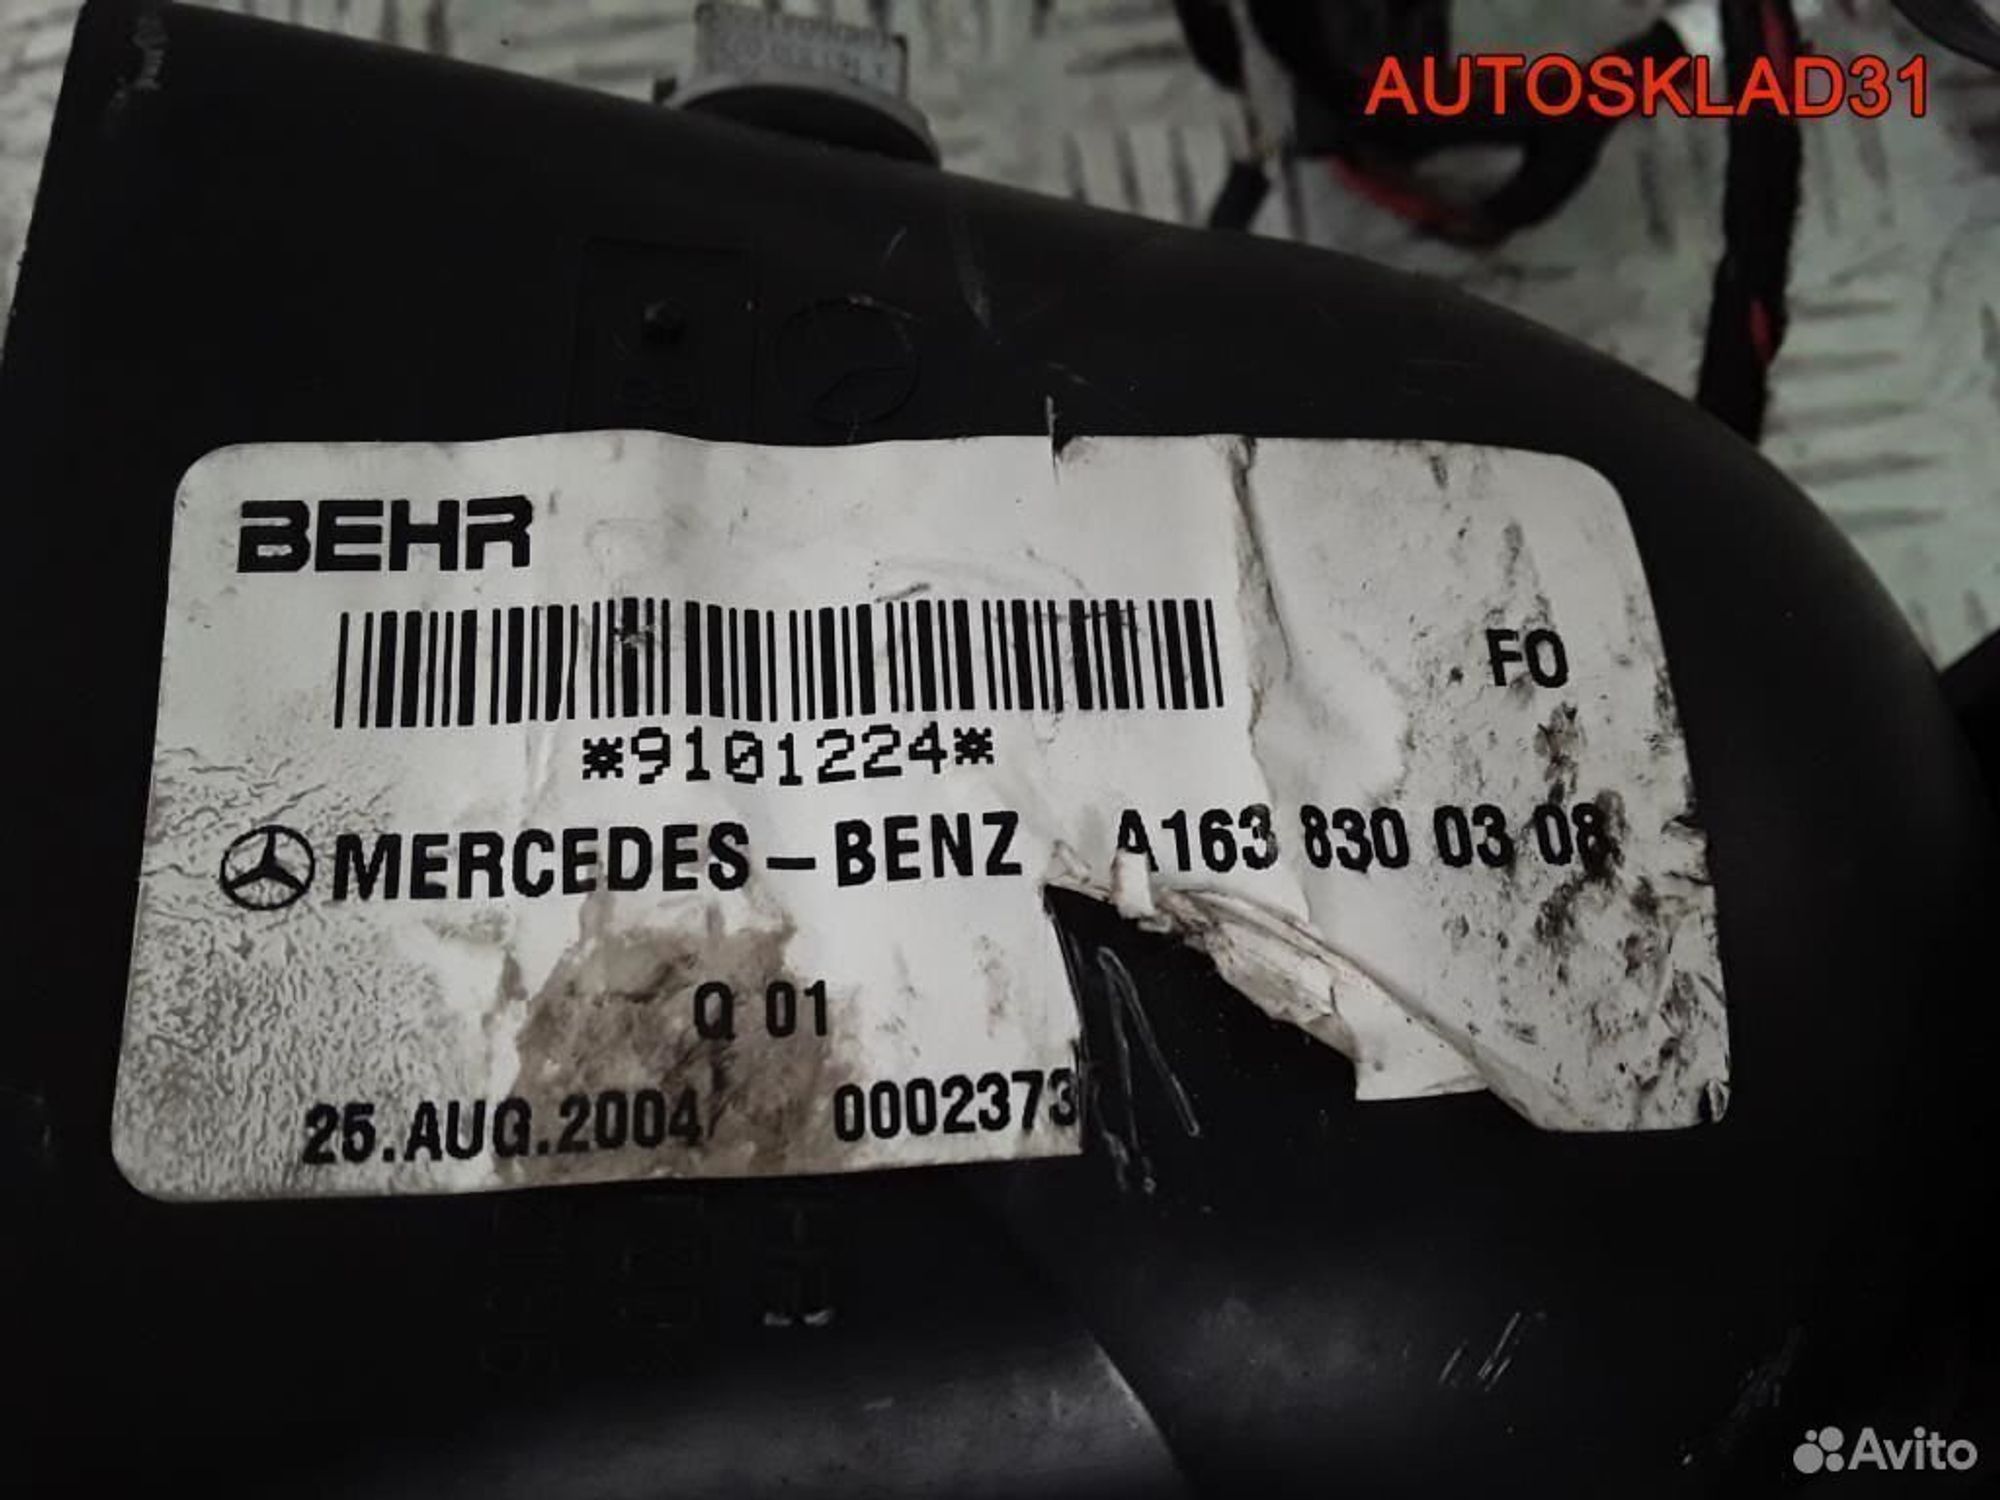 AUTOSKLAD31
BEHR
FO
*9101224*
MERCEDES-BENZ A163 830 03 08
Q 01
25.AUG.2004 0002373
Avito